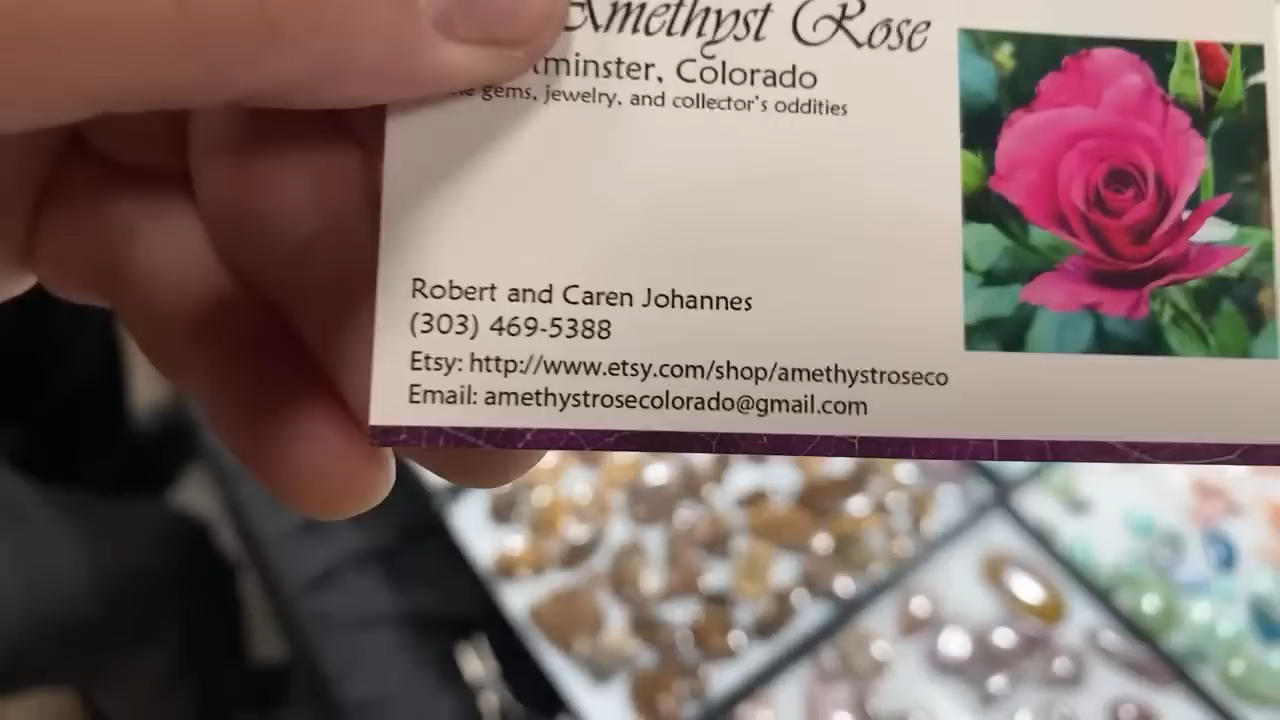 Amethyst Rose
tminster, Colorado
gems, jewelry, and collector's oddities
Robert and Caren Johannes
(303) 469-5388
Etsy: http://www.etsy.com/shop/amethystroseco
Email: amethystrosecolorado@gmail.com